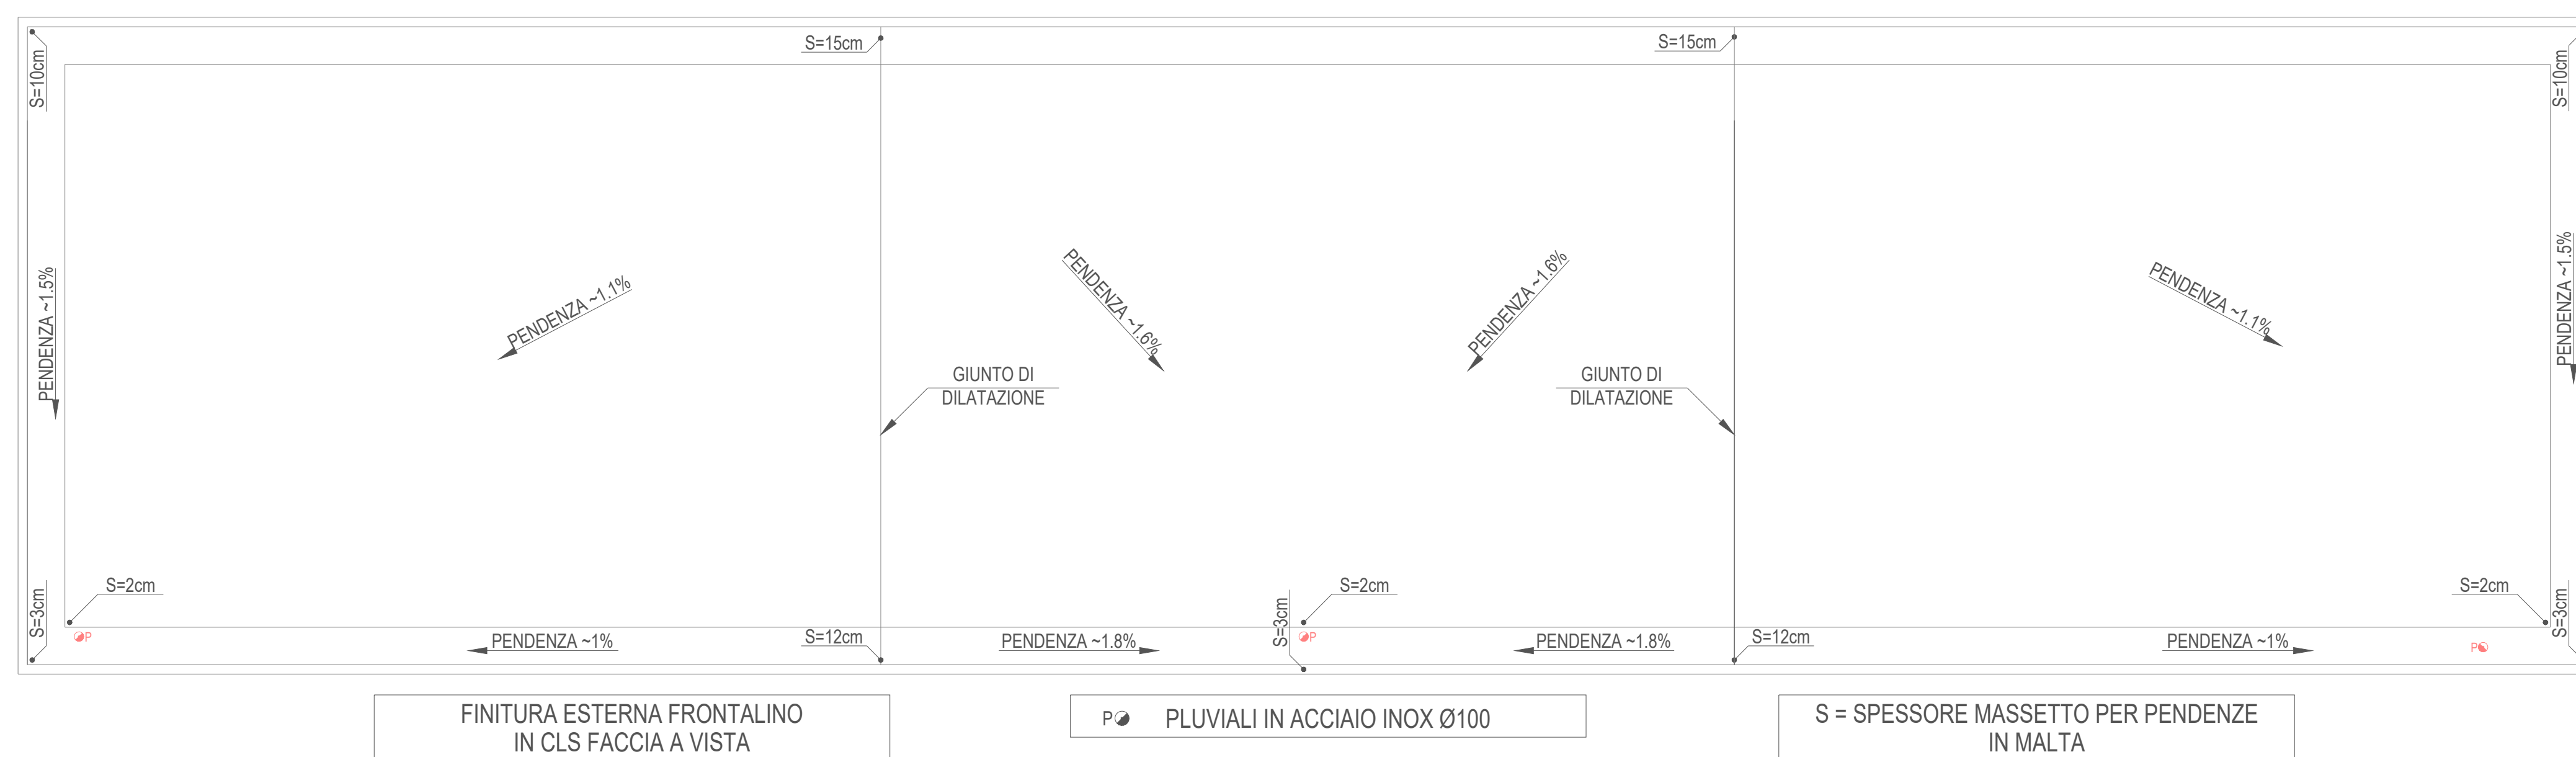 S=10cm
S=15cm
S=15cm
S=10cm
PENDENZA ~1.5%
PENDENZA ~1.1%
PENDENZA ~1.6%
PENDENZA ~1.6%
PENDENZA ~1.1%
PENDENZA ~1.5%
GIUNTO DI
DILATAZIONE
GIUNTO DI
DILATAZIONE
S=3cm
S=2cm
S=3cm
S=2cm
S=2cm
S=3cm
P
PENDENZA ~1%
S=12cm
PENDENZA ~1.8%
P
PENDENZA ~1.8%
S=12cm
PENDENZA ~1%
P
FINITURA ESTERNA FRONTALINO
IN CLS FACCIA A VISTA
P PLUVIALI IN ACCIAIO INOX Ø100
S = SPESSORE MASSETTO PER PENDENZE
IN MALTA